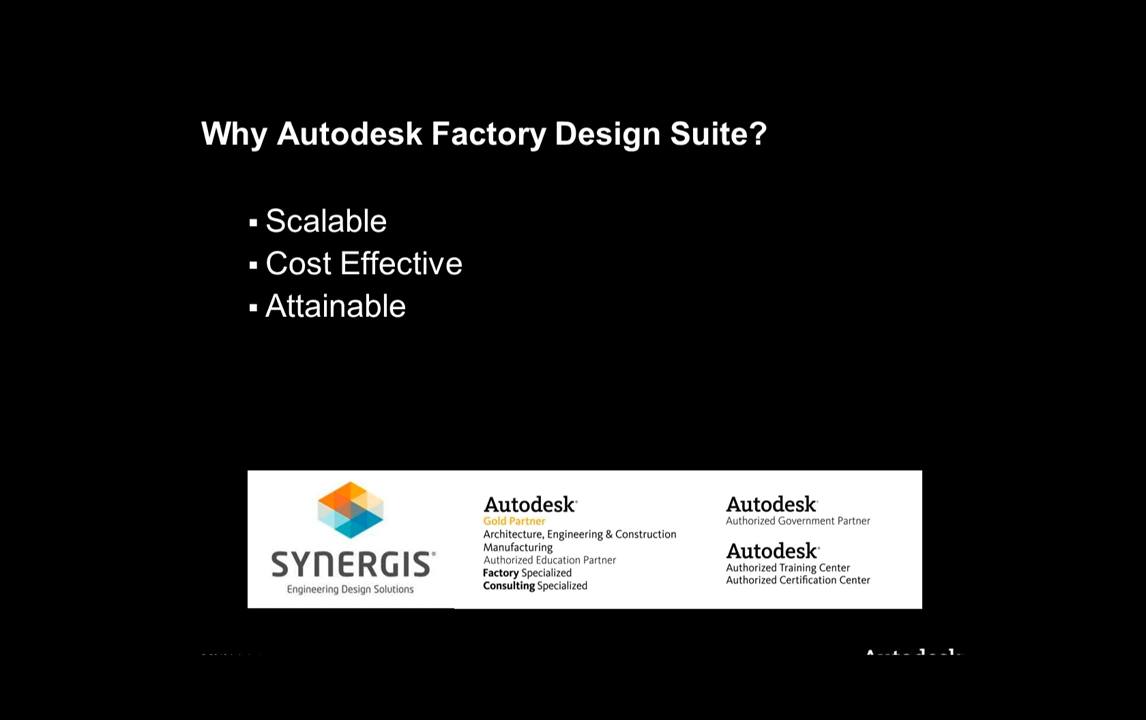 Why Autodesk Factory Design Suite?
▪ Scalable
▪ Cost Effective
▪ Attainable
SYNERGIS®
Engineering Design Solutions
Autodesk®
Gold Partner
Architecture, Engineering & Construction
Manufacturing
Authorized Education Partner
Factory Specialized
Consulting Specialized
Autodesk®
Authorized Government Partner
Autodesk®
Authorized Training Center
Authorized Certification Center
Autodesk